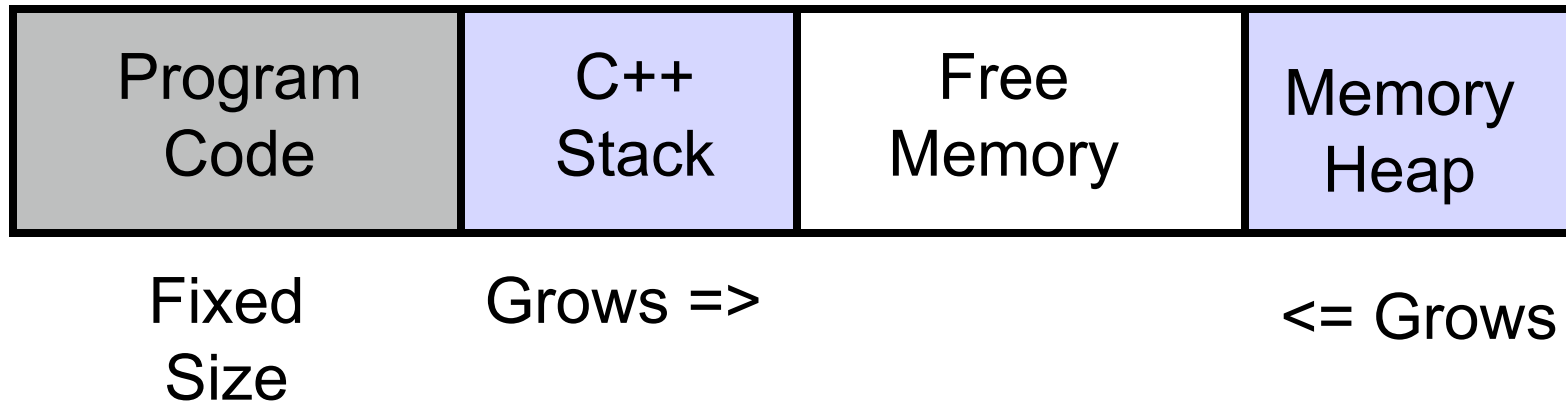 Program
Code
C++
Stack
Free
Memory
Memory
Heap
Fixed
Size
Grows =>
<= Grows